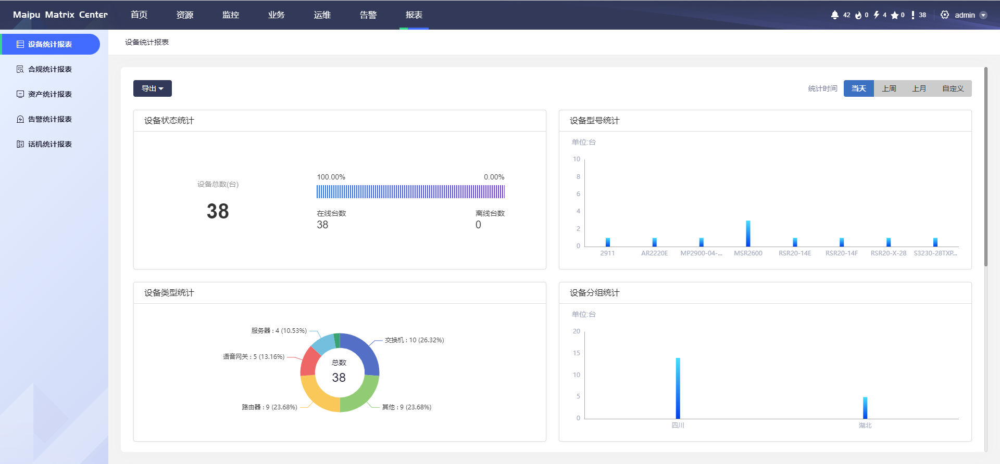 Maipu Matrix Center 首页 资源 监控 业务 运维 告警 报表 42 0 4 0 38 admin
设备统计报表
合规统计报表
资产统计报表
告警统计报表
话机统计报表
设备统计报表
导出
统计时间 当天 上周 上月 自定义
设备状态统计
设备总数(台)
38
100.00% 0.00%
在线台数 离线台数
38 0
设备型号统计
单位:台
10
8
6
4
2
0
2911 AR2220E MP2900-04-... MSR2600 RSR20-14E RSR20-14F RSR20-X-28 S3230-28TXP...
设备类型统计
服务器 : 4 (10.53%)
交换机 : 10 (26.32%)
语音网关 : 5 (13.16%)
总数
38
路由器 : 9 (23.68%)
其他 : 9 (23.68%)
设备分组统计
单位:台
20
15
10
5
0
四川 湖北